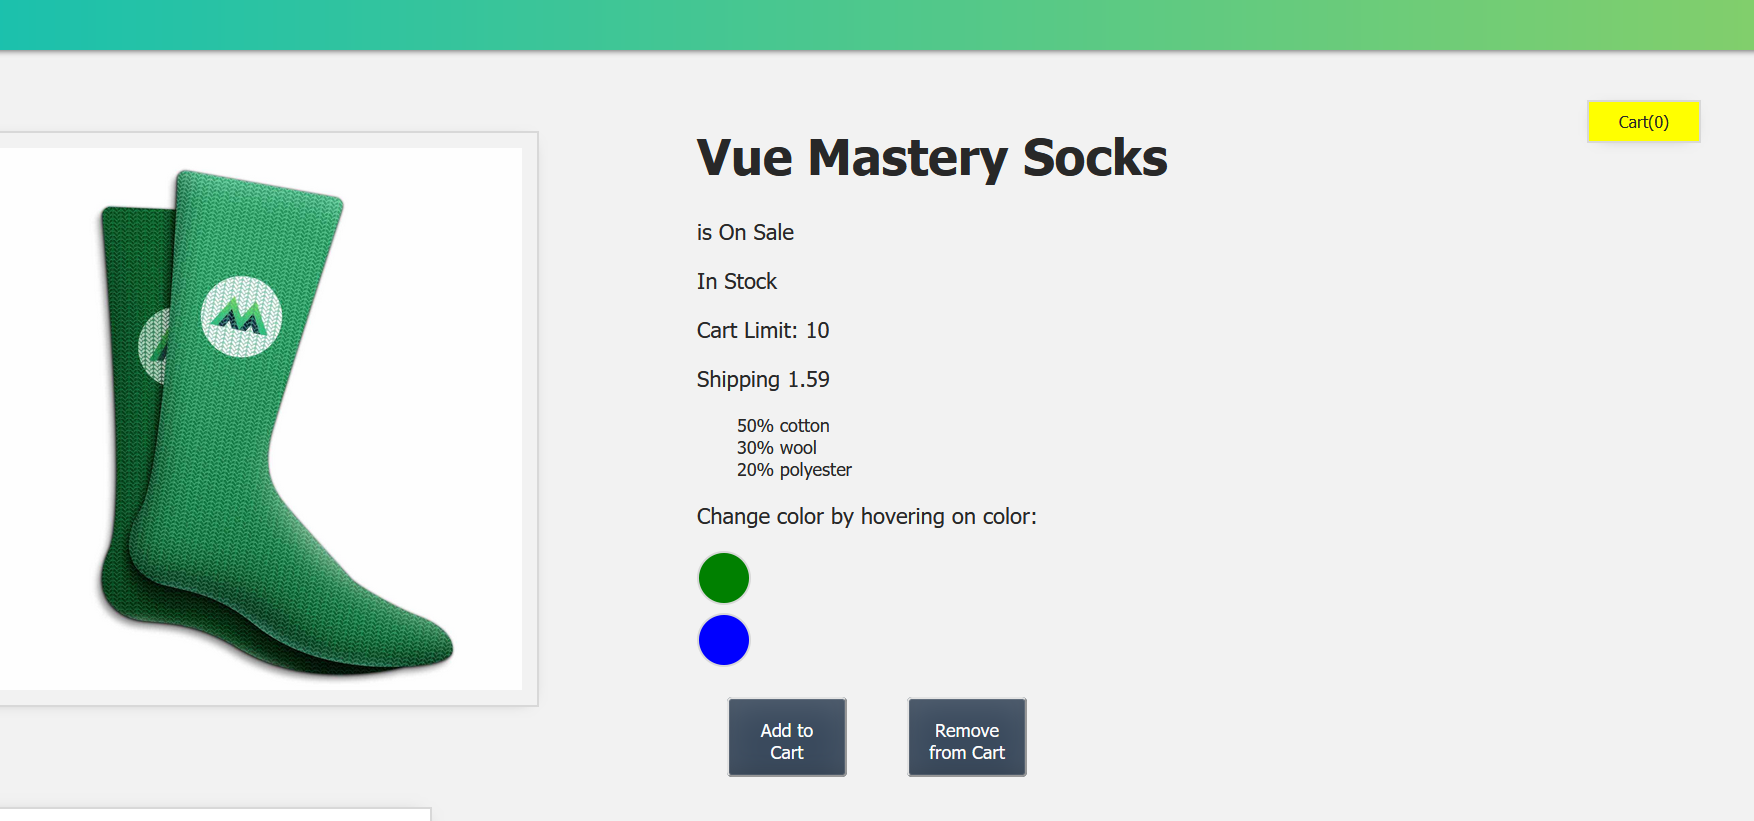 Cart(0)
Vue Mastery Socks
is On Sale
In Stock
Cart Limit: 10
Shipping 1.59
50% cotton
30% wool
20% polyester
Change color by hovering on color:
Add to
Cart
Remove
from Cart